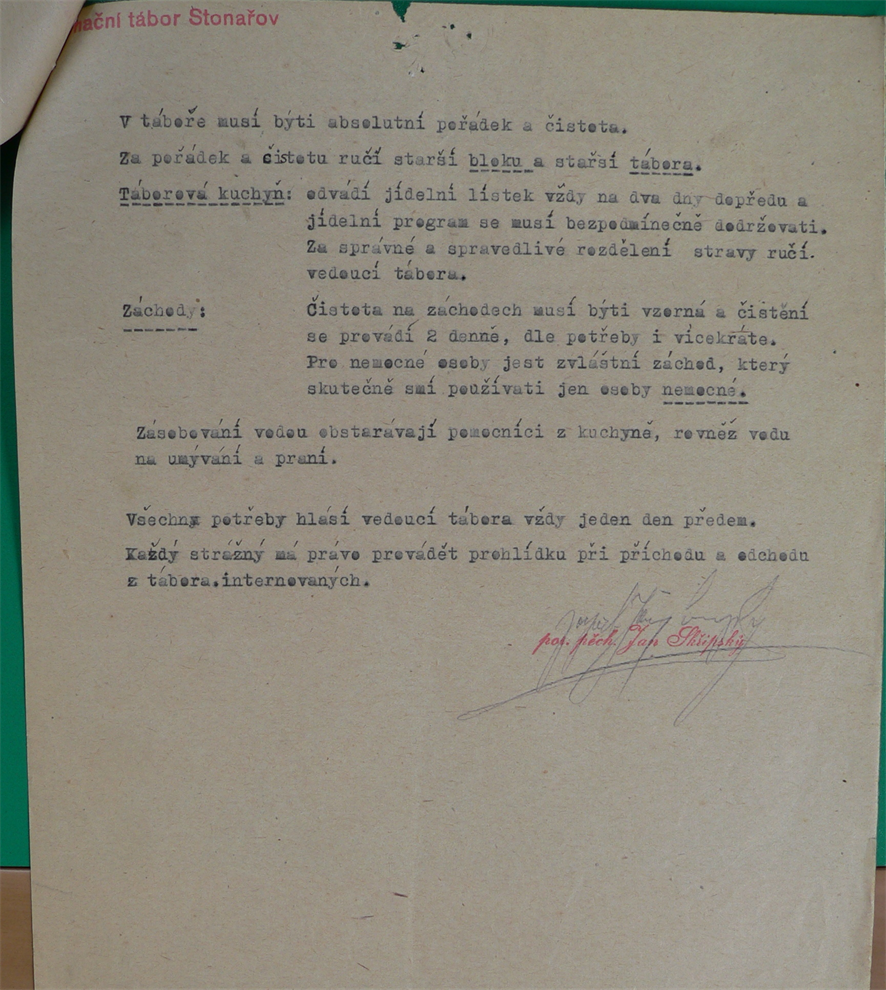 nační tábor Stonařov
V táboře musí býti absolutní pořádek a čistota.
Za pořádek a čistotu ručí starší bloku a starší tábora.
Táborová kuchyň: odvádí jídelní lístek vždy na dva dny dopředu a
jídelní program se musí bezpodmínečně dodržovati.
Za správné a spravedlivé rozdělení stravy ručí.
vedoucí tábora.
Záchody: Čistota na záchodech musí býti vzorná a čistění
se provádí 2 denně, dle potřeby i vícekráte.
Pro nemocné osoby jest zvláštní záchod, který
skutečně smí používati jen osoby nemocné.
Zásobování vodou obstarávají pomocníci z kuchyně, rovněž vodu
na umývání a praní.
Všechny potřeby hlásí vedoucí tábora vždy jeden den předem.
Každý strážný má právo prevádět prohlídku při příchodu a odchodu
z tábora.internovaných.
por. pěch. Jan Skřipský